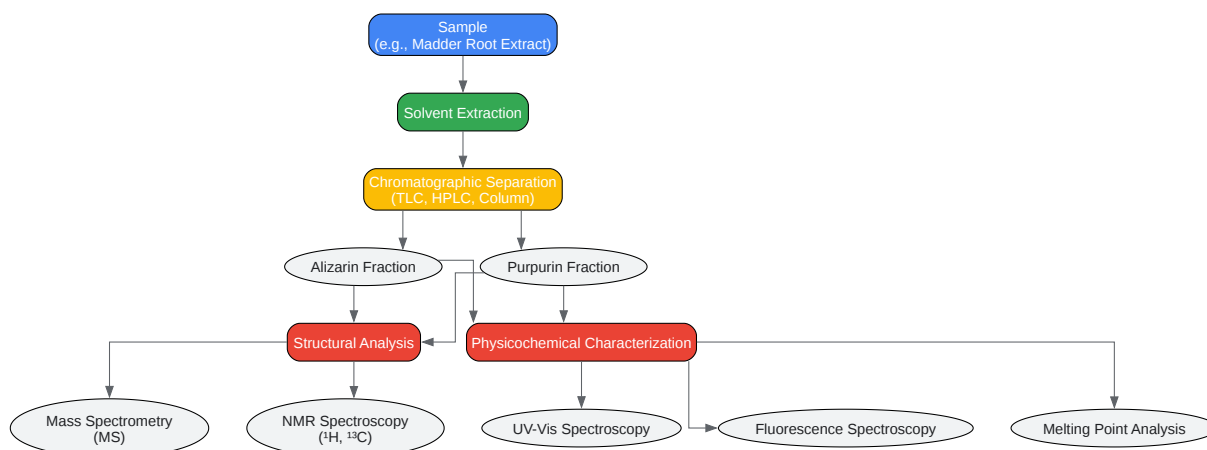 Sample
(e.g., Madder Root Extract)
Solvent Extraction
Chromatographic Separation
(TLC, HPLC, Column)
Alizarin Fraction
Purpurin Fraction
Structural Analysis
Physicochemical Characterization
Mass Spectrometry
(MS)
NMR Spectroscopy
(¹H, ¹³C)
UV-Vis Spectroscopy
Fluorescence Spectroscopy
Melting Point Analysis